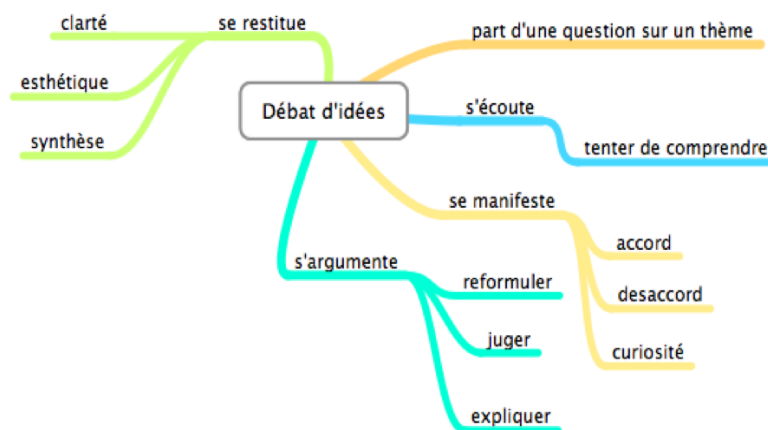 Débat d'idées
part d'une question sur un thème
s'écoute
tenter de comprendre
se manifeste
accord
desaccord
curiosité
s'argumente
reformuler
juger
expliquer
se restitue
clarté
esthétique
synthèse